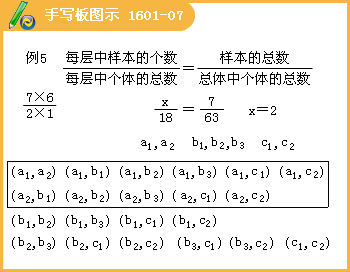 手写板图示 1601-07
例5 每层中样本的个数/每层中个体的总数=样本的总数/总体中个体的总数
7×6/2×1 x/18=7/63 x=2
a₁,a₂ b₁,b₂,b₃ c₁,c₂
(a₁,a₂) (a₁,b₁) (a₁,b₂) (a₁,b₃) (a₁,c₁) (a₁,c₂)
(a₂,b₁) (a₂,b₂) (a₂,b₃) (a₂,c₁) (a₂,c₂)
(b₁,b₂) (b₁,b₃) (b₁,c₁) (b₁,c₂)
(b₂,b₃) (b₂,c₁) (b₂,c₂) (b₃,c₁) (b₃,c₂) (c₁,c₂)